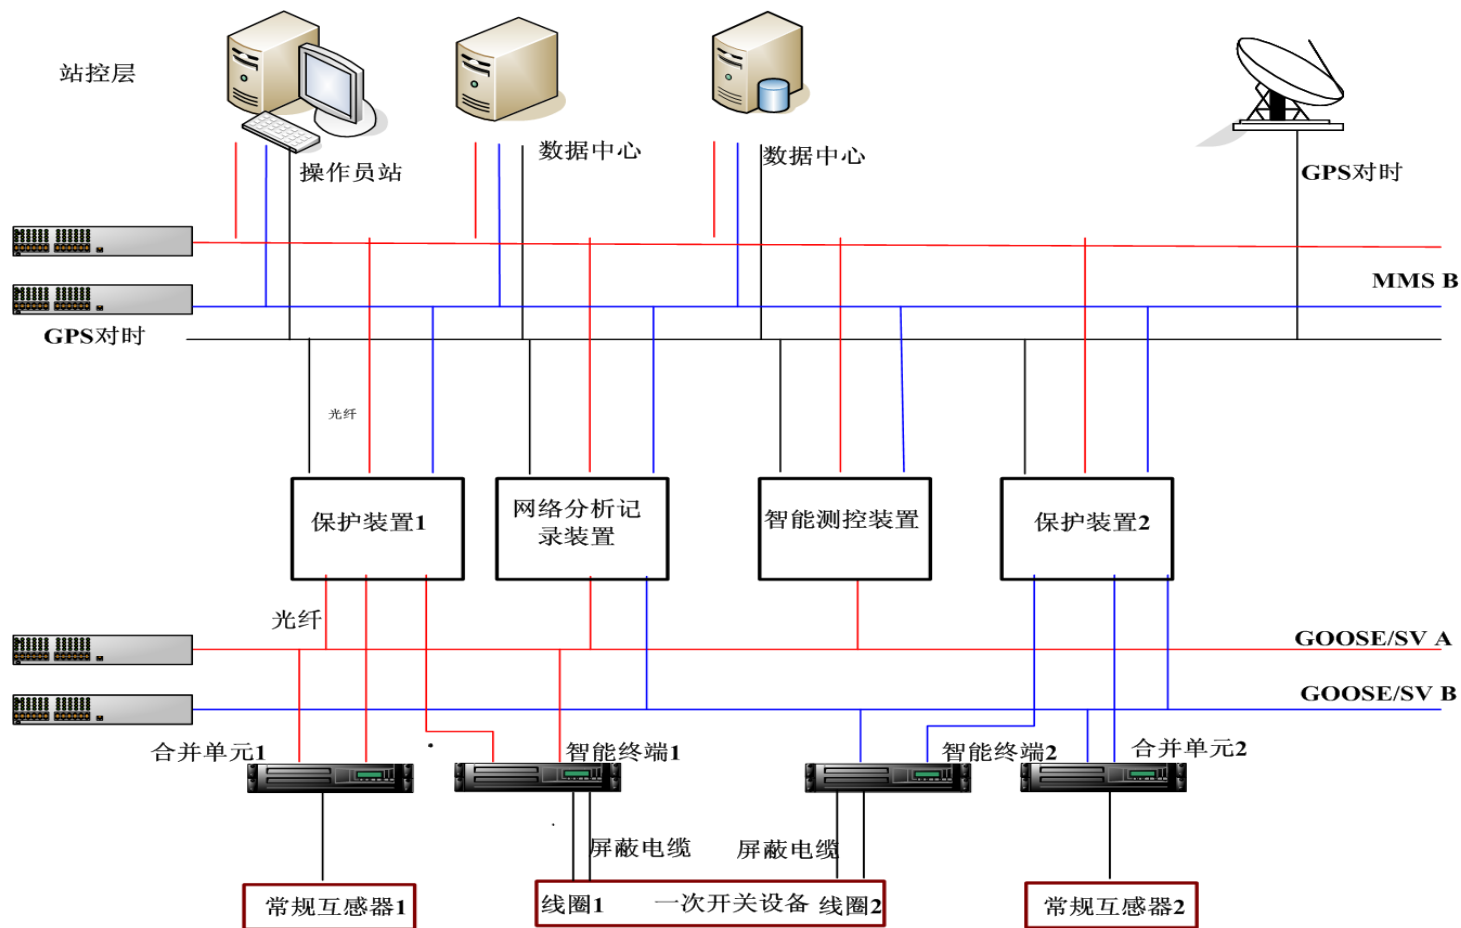 站控层
操作员站
数据中心
数据中心
GPS对时
MMS B
GPS对时
光纤
保护装置1
网络分析记
录装置
智能测控装置
保护装置2
光纤
GOOSE/SV A
GOOSE/SV B
合并单元1
智能终端1
智能终端2
合并单元2
屏蔽电缆
屏蔽电缆
常规互感器1
线圈1
一次开关设备
线圈2
常规互感器2